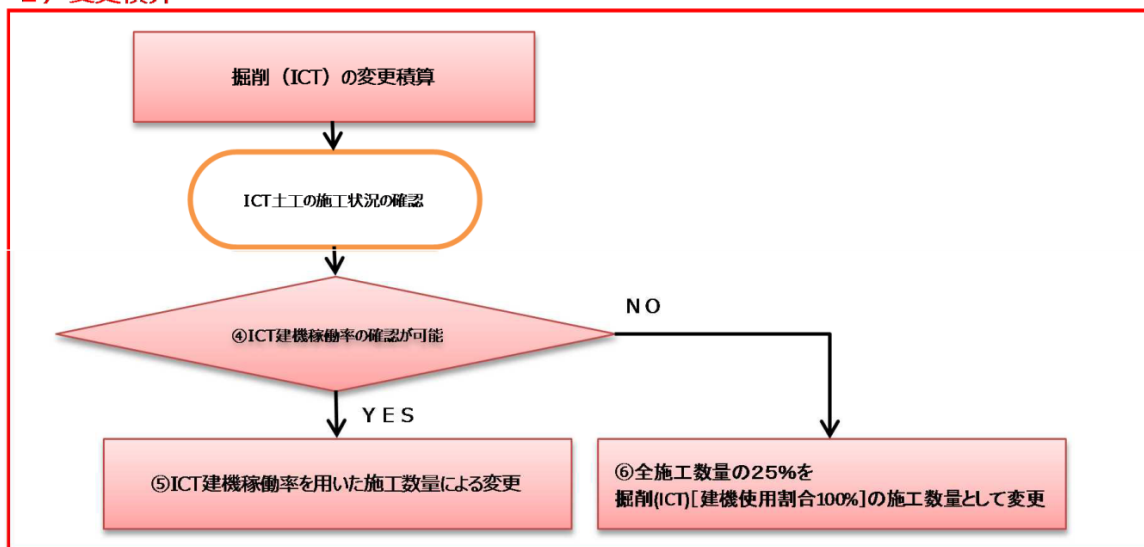 掘削（ICT）の変更積算
ICT土工の施工状況の確認
④ICT建機稼働率の確認が可能
NO
YES
⑤ICT建機稼働率を用いた施工数量による変更
⑥全施工数量の25%を
掘削(ICT)[建機使用割合100%]の施工数量として変更